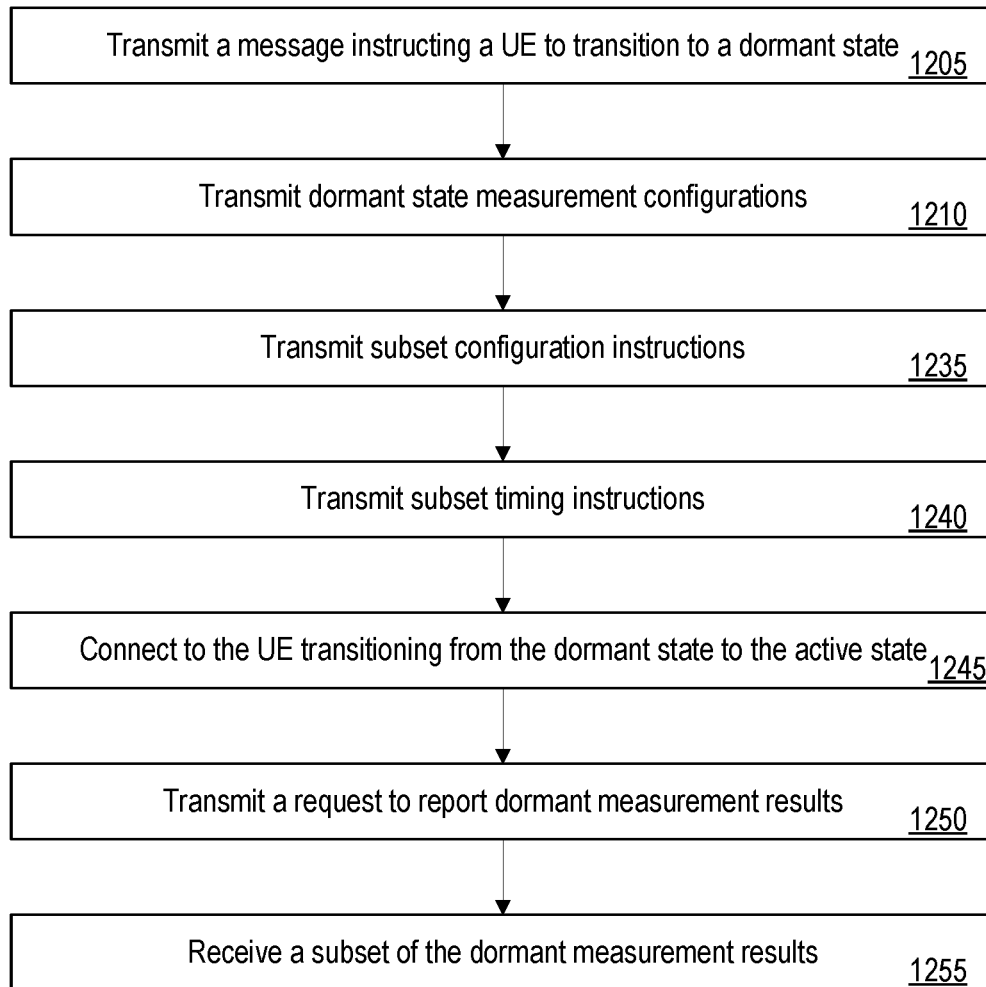 Transmit a message instructing a UE to transition to a dormant state
1205
Transmit dormant state measurement configurations
1210
Transmit subset configuration instructions
1235
Transmit subset timing instructions
1240
Connect to the UE transitioning from the dormant state to the active state
1245
Transmit a request to report dormant measurement results
1250
Receive a subset of the dormant measurement results
1255